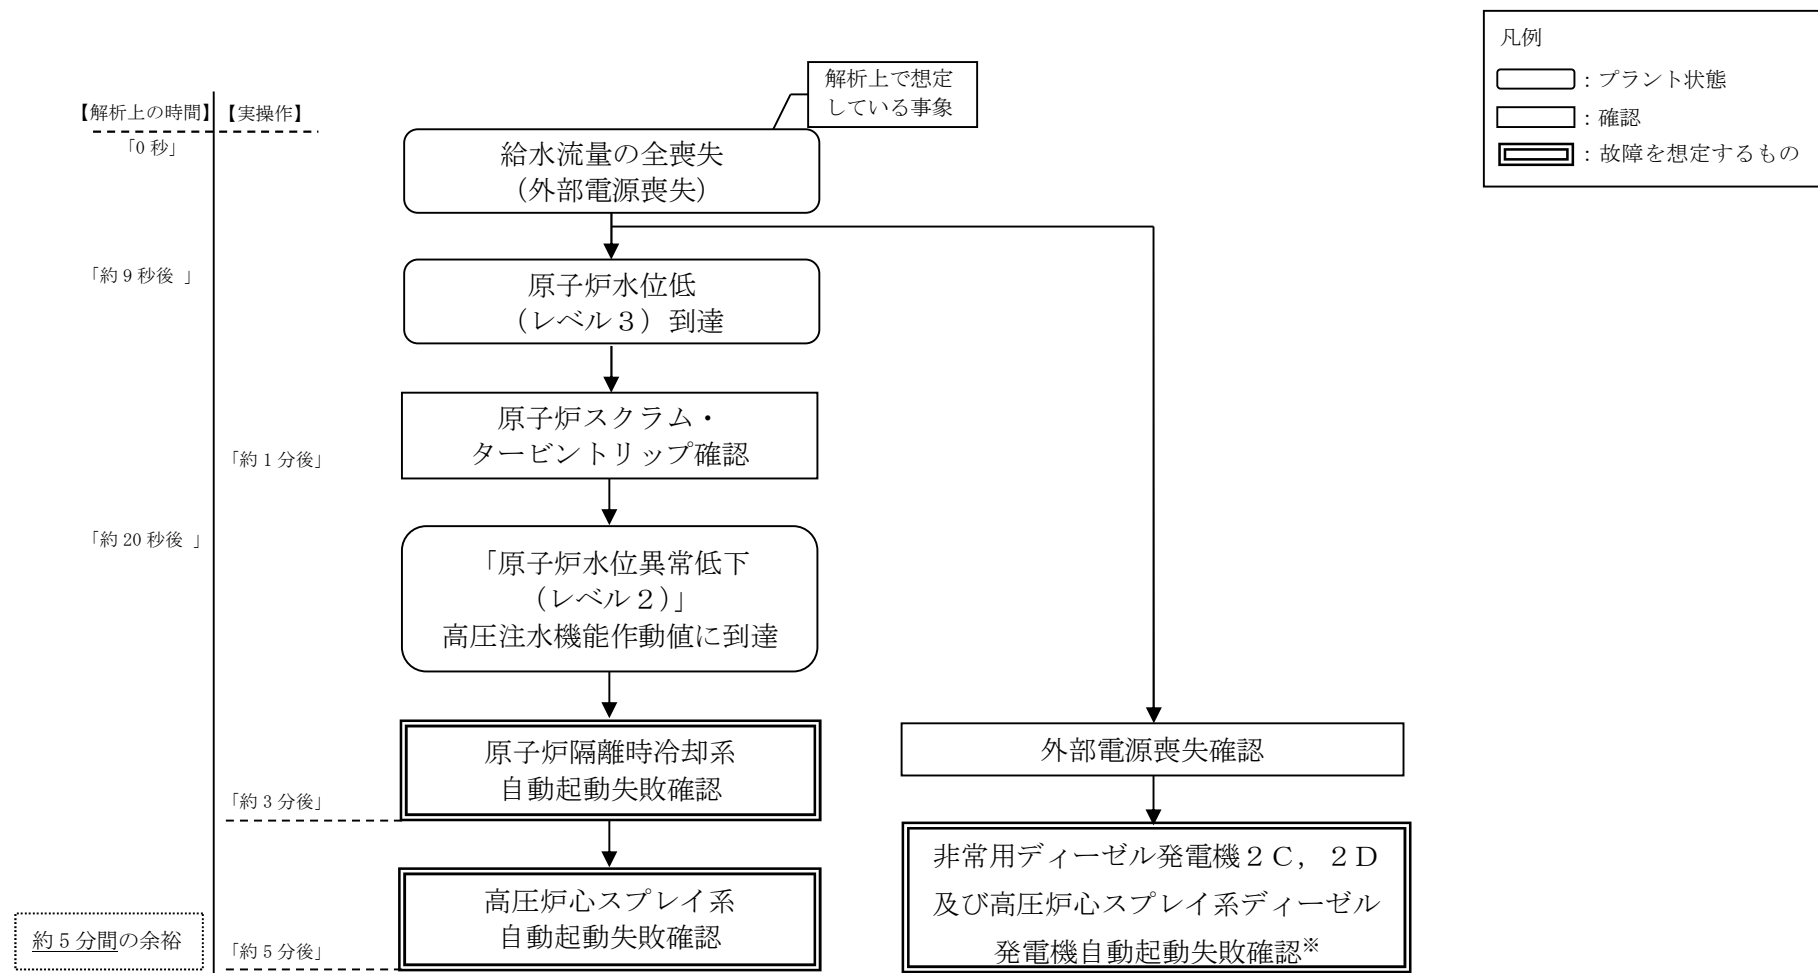 凡例
：プラント状態
：確認
：故障を想定するもの
解析上で想定
している事象
【解析上の時間】
【実操作】
「0 秒」
給水流量の全喪失
（外部電源喪失）
「約 9 秒後 」
原子炉水位低
（レベル３）到達
原子炉スクラム・
タービントリップ確認
「約 1 分後」
「約 20 秒後 」
「原子炉水位異常低下
（レベル２）」
高圧注水機能作動値に到達
原子炉隔離時冷却系
自動起動失敗確認
「約 3 分後」
外部電源喪失確認
高圧炉心スプレイ系
自動起動失敗確認
「約 5 分後」
約 5 分間の余裕
非常用ディーゼル発電機２Ｃ，２Ｄ
及び高圧炉心スプレイ系ディーゼル
発電機自動起動失敗確認※